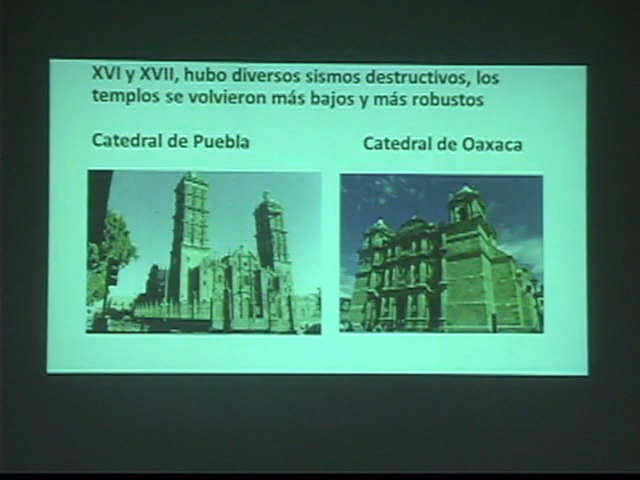 XVI y XVII, hubo diversos sismos destructivos, los
templos se volvieron más bajos y más robustos
Catedral de Puebla
Catedral de Oaxaca